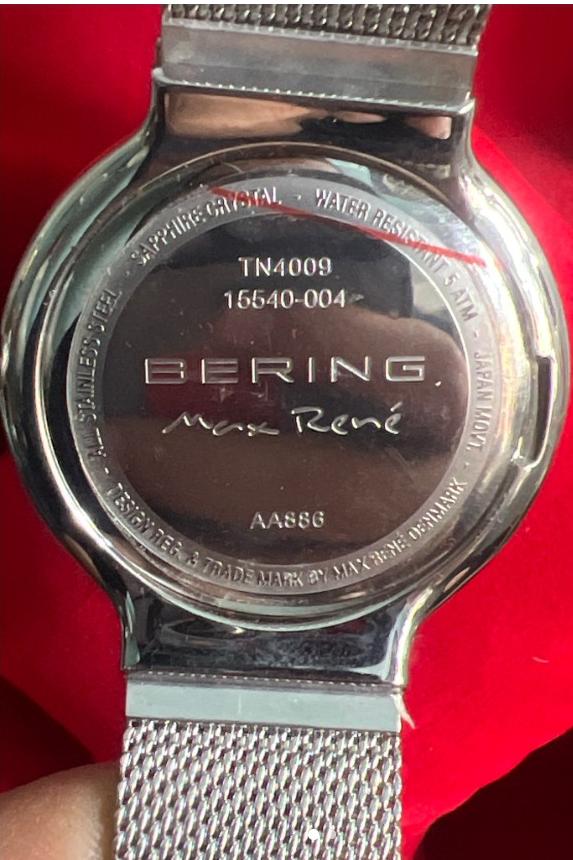 ALL STAINLESS STEEL - SAPPHIRE CRYSTAL - WATER RESISTANT 5 ATM - JAPAN MOVT. -
TN4009
15540-004
BERING
Max René
AA886
DESIGN REG. & TRADE MARK BY MAX RENÉ DENMARK